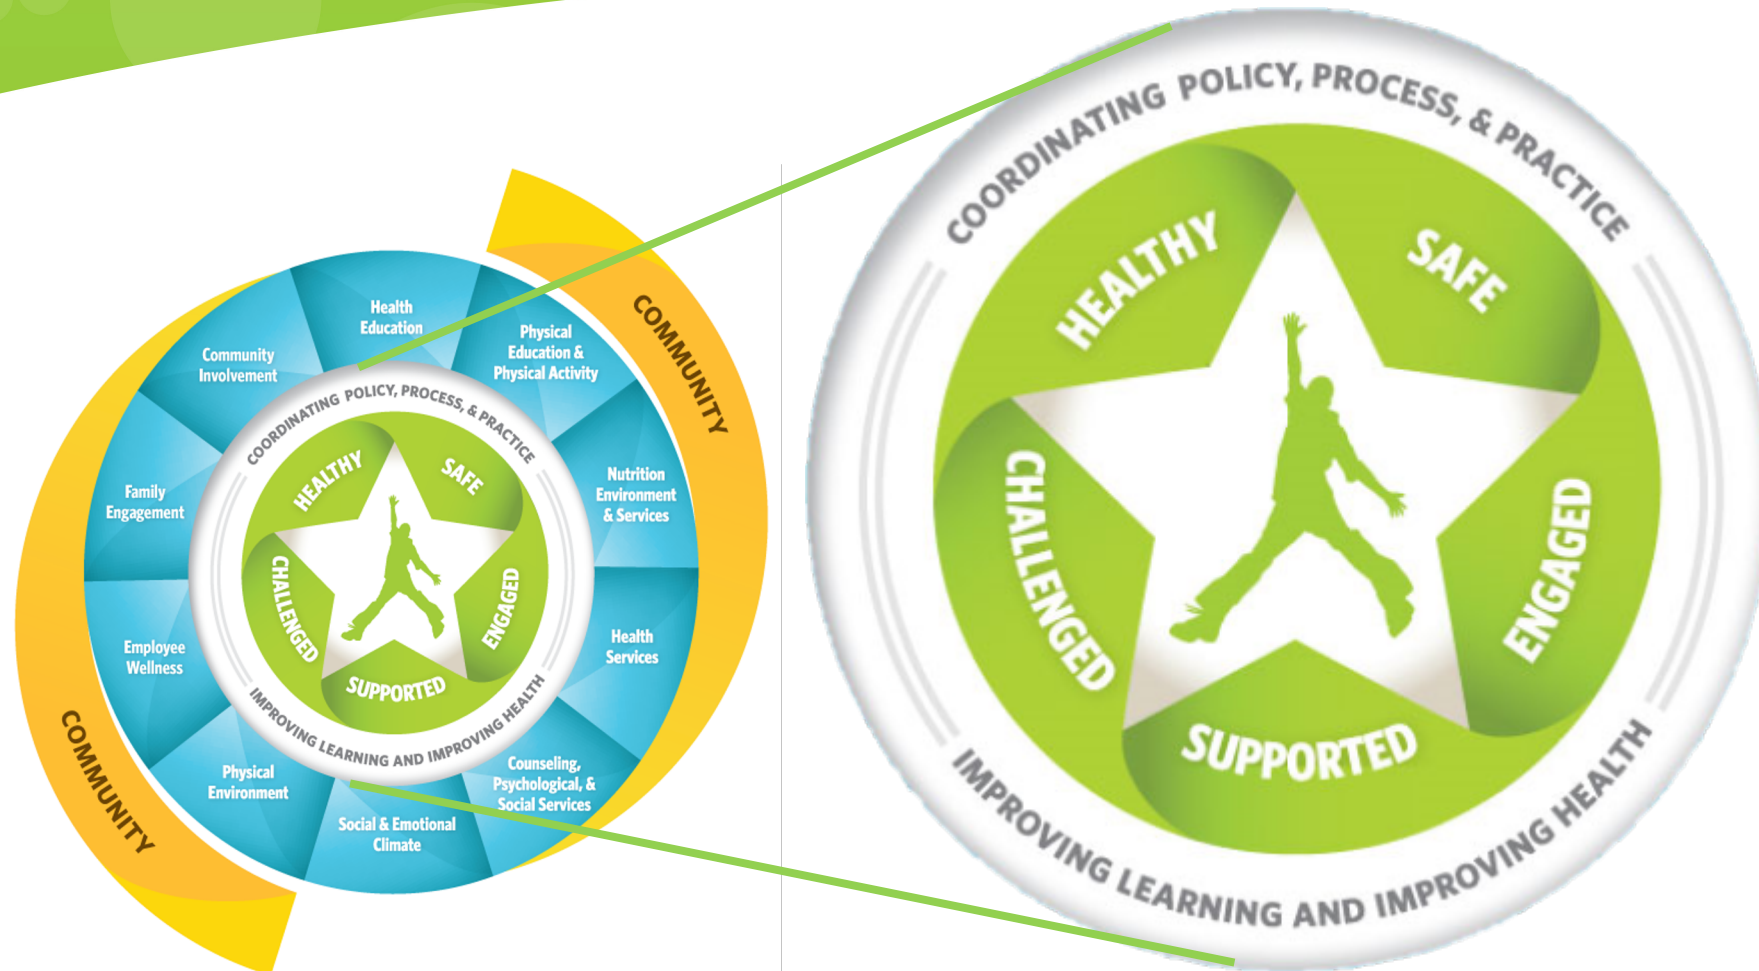 COMMUNITY
Health
Education
Physical
Education &
Physical Activity
Nutrition
Environment
& Services
Health
Services
Counseling,
Psychological, &
Social Services
Social & Emotional
Climate
Physical
Environment
Employee
Wellness
Family
Engagement
Community
Involvement
COMMUNITY
COORDINATING POLICY, PROCESS, & PRACTICE
HEALTHY
SAFE
ENGAGED
SUPPORTED
CHALLENGED
IMPROVING LEARNING AND IMPROVING HEALTH
COORDINATING POLICY, PROCESS, & PRACTICE
HEALTHY
SAFE
ENGAGED
SUPPORTED
CHALLENGED
IMPROVING LEARNING AND IMPROVING HEALTH